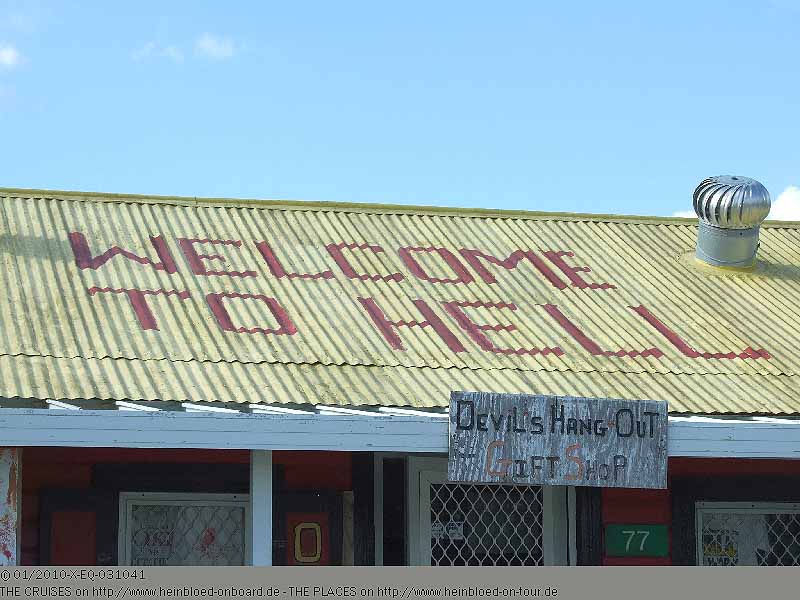 WELCOME
TO HELL
DEVIL'S HANG-OUT
GIFT SHOP
O
77
© 01/2010-X-E0-031041
THE CRUISES on http://www.heinbloed-onboard.de - THE PLACES on http://www.heinbloed-on-tour.de